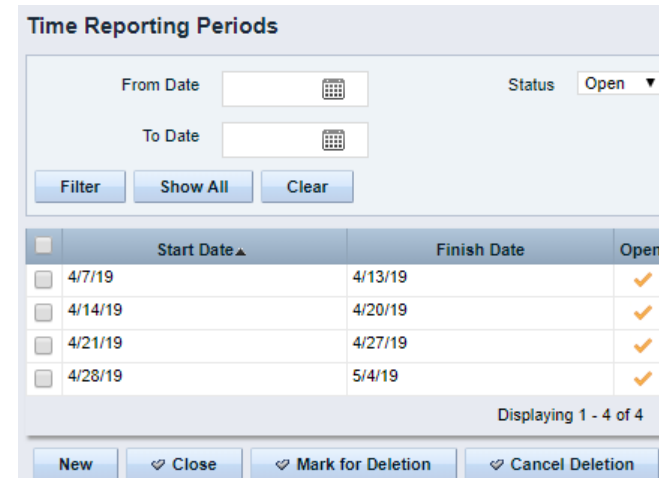 Time Reporting Periods
From Date Status Open
To Date
Filter Show All Clear
Start Date Finish Date Open
4/7/19 4/13/19
4/14/19 4/20/19
4/21/19 4/27/19
4/28/19 5/4/19
Displaying 1 - 4 of 4
New Close Mark for Deletion Cancel Deletion